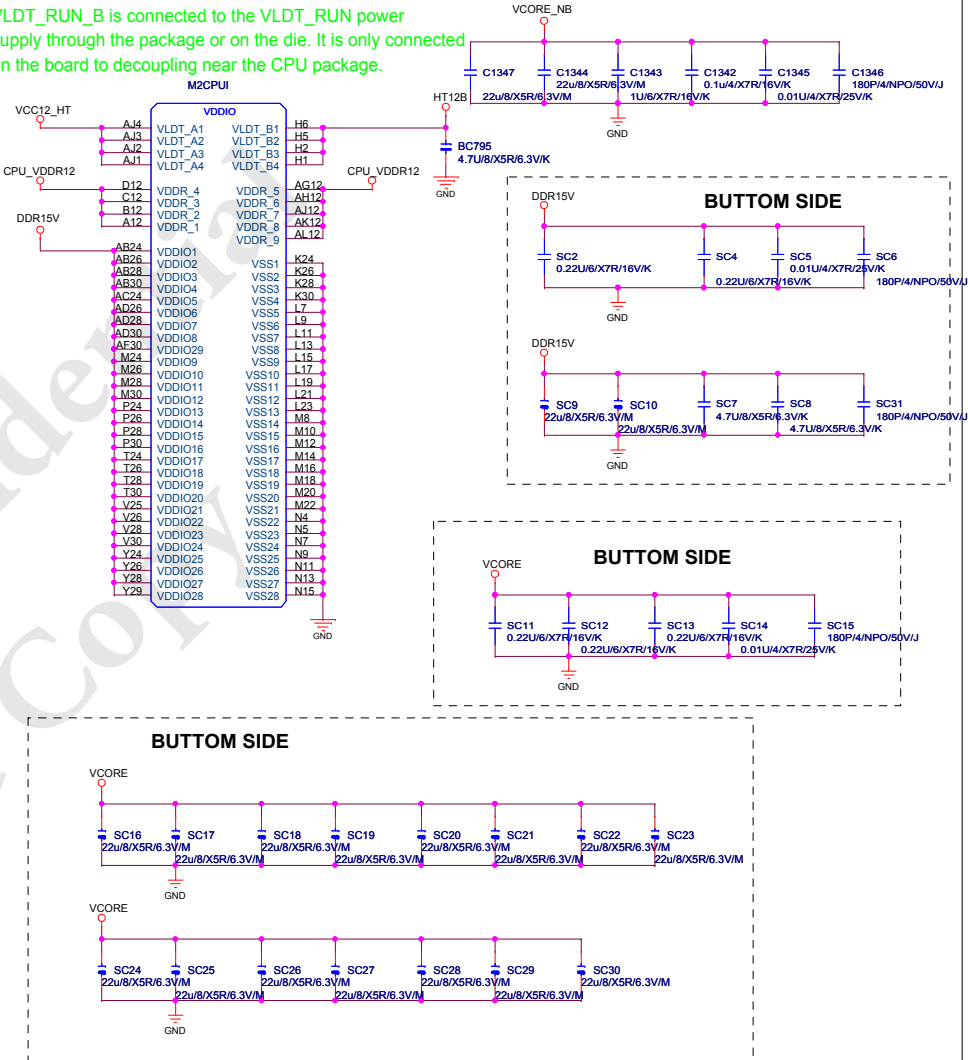 VLDT_RUN_B is connected to the VLDT_RUN power
supply through the package or on the die. It is only connected
on the board to decoupling near the CPU package.
M2CPUI
VDDIO
VCC12_HT
AJ4 VLDT_A1 VLDT_B1 H6
AJ3 VLDT_A2 VLDT_B2 H5
AJ2 VLDT_A3 VLDT_B3 H2
AJ1 VLDT_A4 VLDT_B4 H1
HT12B
BC795
4.7U/8/X5R/6.3V/K
GND
CPU_VDDR12
CPU_VDDR12
D12 VDDR_4 VDDR_5 AG12
C12 VDDR_3 VDDR_6 AH12
B12 VDDR_2 VDDR_7 AJ12
A12 VDDR_1 VDDR_8 AK12
VDDR_9 AL12
DDR15V
AB24 VDDIO1
AB26 VDDIO2 VSS1 K24
AB28 VDDIO3 VSS2 K26
AB30 VDDIO4 VSS3 K28
AC24 VDDIO5 VSS4 K30
AD26 VDDIO6 VSS5 L7
AD28 VDDIO7 VSS6 L9
AD30 VDDIO8 VSS7 L11
AF30 VDDIO29 VSS8 L13
M24 VDDIO9 VSS9 L15
M26 VDDIO10 VSS10 L17
M28 VDDIO11 VSS11 L19
M30 VDDIO12 VSS12 L21
P24 VDDIO13 VSS13 L23
P26 VDDIO14 VSS14 M8
P28 VDDIO15 VSS15 M10
P30 VDDIO16 VSS16 M12
T24 VDDIO17 VSS17 M14
T26 VDDIO18 VSS18 M16
T28 VDDIO19 VSS19 M18
T30 VDDIO20 VSS20 M20
V25 VDDIO21 VSS21 M22
V26 VDDIO22 VSS22 N4
V28 VDDIO23 VSS23 N5
V30 VDDIO24 VSS24 N7
Y24 VDDIO25 VSS25 N9
Y26 VDDIO26 VSS26 N11
Y28 VDDIO27 VSS27 N13
Y29 VDDIO28 VSS28 N15
GND
VCORE_NB
C1347 C1344 C1343 C1342 C1345 C1346
22u/8/X5R/6.3V/M 0.1u/4/X7R/16V/K 180P/4/NPO/50V/J
22u/8/X5R/6.3V/M 1U/6/X7R/16V/K 0.01U/4/X7R/25V/K
GND
BUTTOM SIDE
DDR15V
SC2 SC4 SC5 SC6
0.22U/6/X7R/16V/K 0.01U/4/X7R/25V/K
0.22U/6/X7R/16V/K 180P/4/NPO/50V/J
GND
DDR15V
SC9 SC10 SC7 SC8 SC31
22u/8/X5R/6.3V/M 4.7U/8/X5R/6.3V/K 180P/4/NPO/50V/J
22u/8/X5R/6.3V/M 4.7U/8/X5R/6.3V/K
GND
BUTTOM SIDE
VCORE
SC11 SC12 SC13 SC14 SC15
0.22U/6/X7R/16V/K 0.22U/6/X7R/16V/K 180P/4/NPO/50V/J
0.22U/6/X7R/16V/K 0.01U/4/X7R/25V/K
GND
BUTTOM SIDE
VCORE
SC16 SC17 SC18 SC19 SC20 SC21 SC22 SC23
22u/8/X5R/6.3V/M 22u/8/X5R/6.3V/M 22u/8/X5R/6.3V/M 22u/8/X5R/6.3V/M
22u/8/X5R/6.3V/M 22u/8/X5R/6.3V/M 22u/8/X5R/6.3V/M 22u/8/X5R/6.3V/M
GND
VCORE
SC24 SC25 SC26 SC27 SC28 SC29 SC30
22u/8/X5R/6.3V/M 22u/8/X5R/6.3V/M 22u/8/X5R/6.3V/M 22u/8/X5R/6.3V/M
22u/8/X5R/6.3V/M 22u/8/X5R/6.3V/M 22u/8/X5R/6.3V/M
GND
Copy